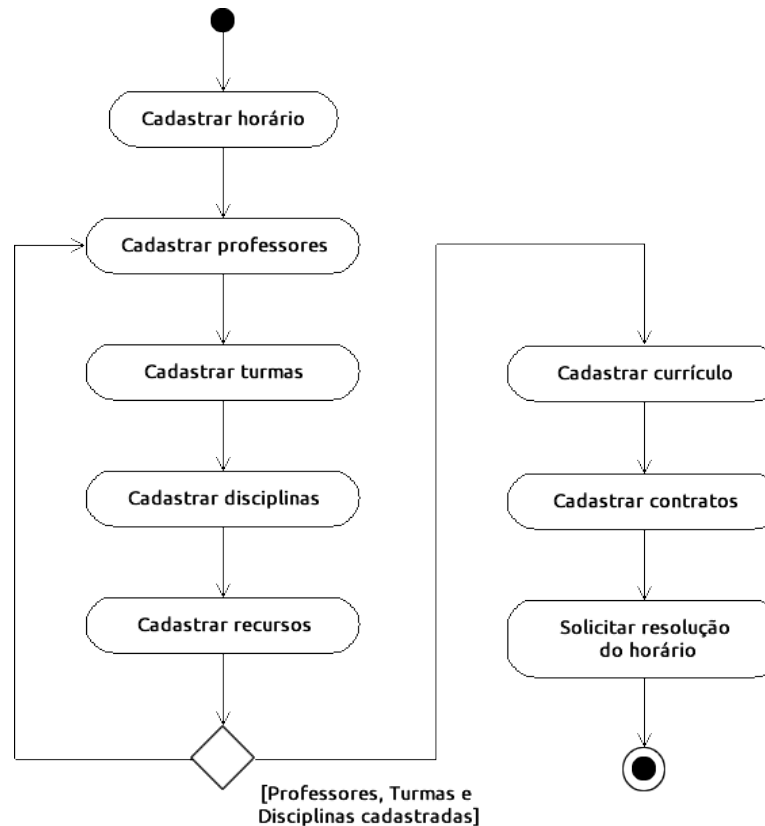 Cadastrar horário
Cadastrar professores
Cadastrar turmas
Cadastrar disciplinas
Cadastrar recursos
[Professores, Turmas e
Disciplinas cadastradas]
Cadastrar currículo
Cadastrar contratos
Solicitar resolução
do horário